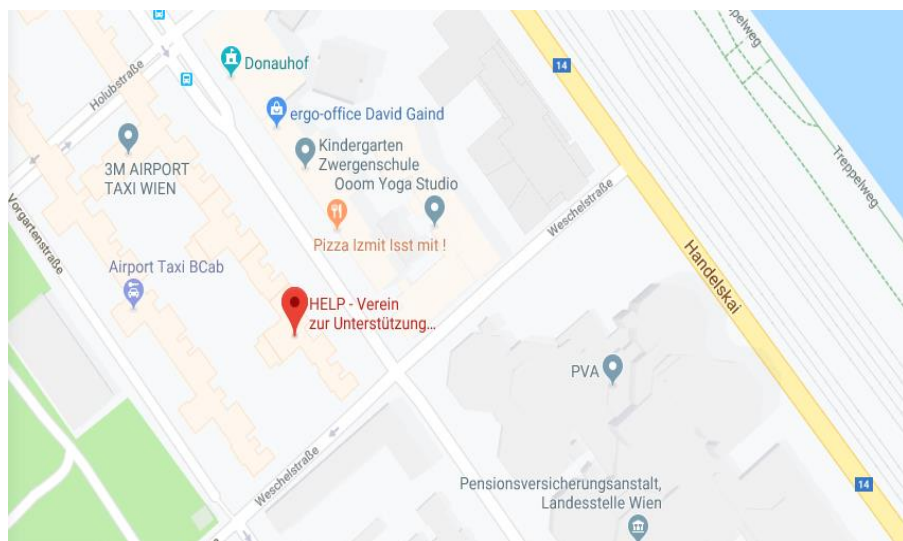 14
Donauhof
Treppelweg
Holubstraße
ergo-office David Gaind
Kindergarten
Zwergenschule
Ooom Yoga Studio
3M AIRPORT
TAXI WIEN
Treppelweg
Weschelstraße
Vorgartenstraße
Pizza Izmit Isst mit !
Handelskai
Airport Taxi BCab
HELP - Verein
zur Unterstützung...
PVA
Weschelstraße
Pensionsversicherungsanstalt,
Landesstelle Wien
14